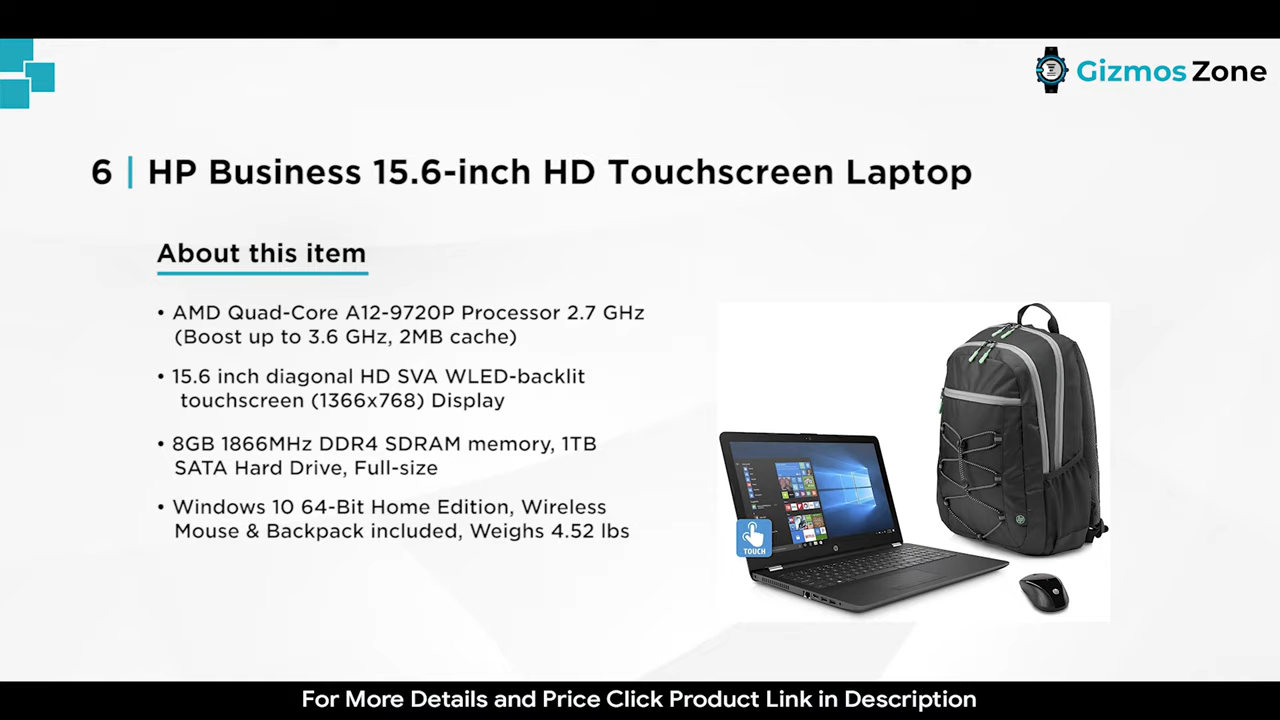 Gizmos Zone
6 | HP Business 15.6-inch HD Touchscreen Laptop
About this item
• AMD Quad-Core A12-9720P Processor 2.7 GHz
(Boost up to 3.6 GHz, 2MB cache)
• 15.6 inch diagonal HD SVA WLED-backlit
touchscreen (1366x768) Display
• 8GB 1866MHz DDR4 SDRAM memory, 1TB
SATA Hard Drive, Full-size
• Windows 10 64-Bit Home Edition, Wireless
Mouse & Backpack included, Weighs 4.52 lbs
TOUCH
For More Details and Price Click Product Link in Description